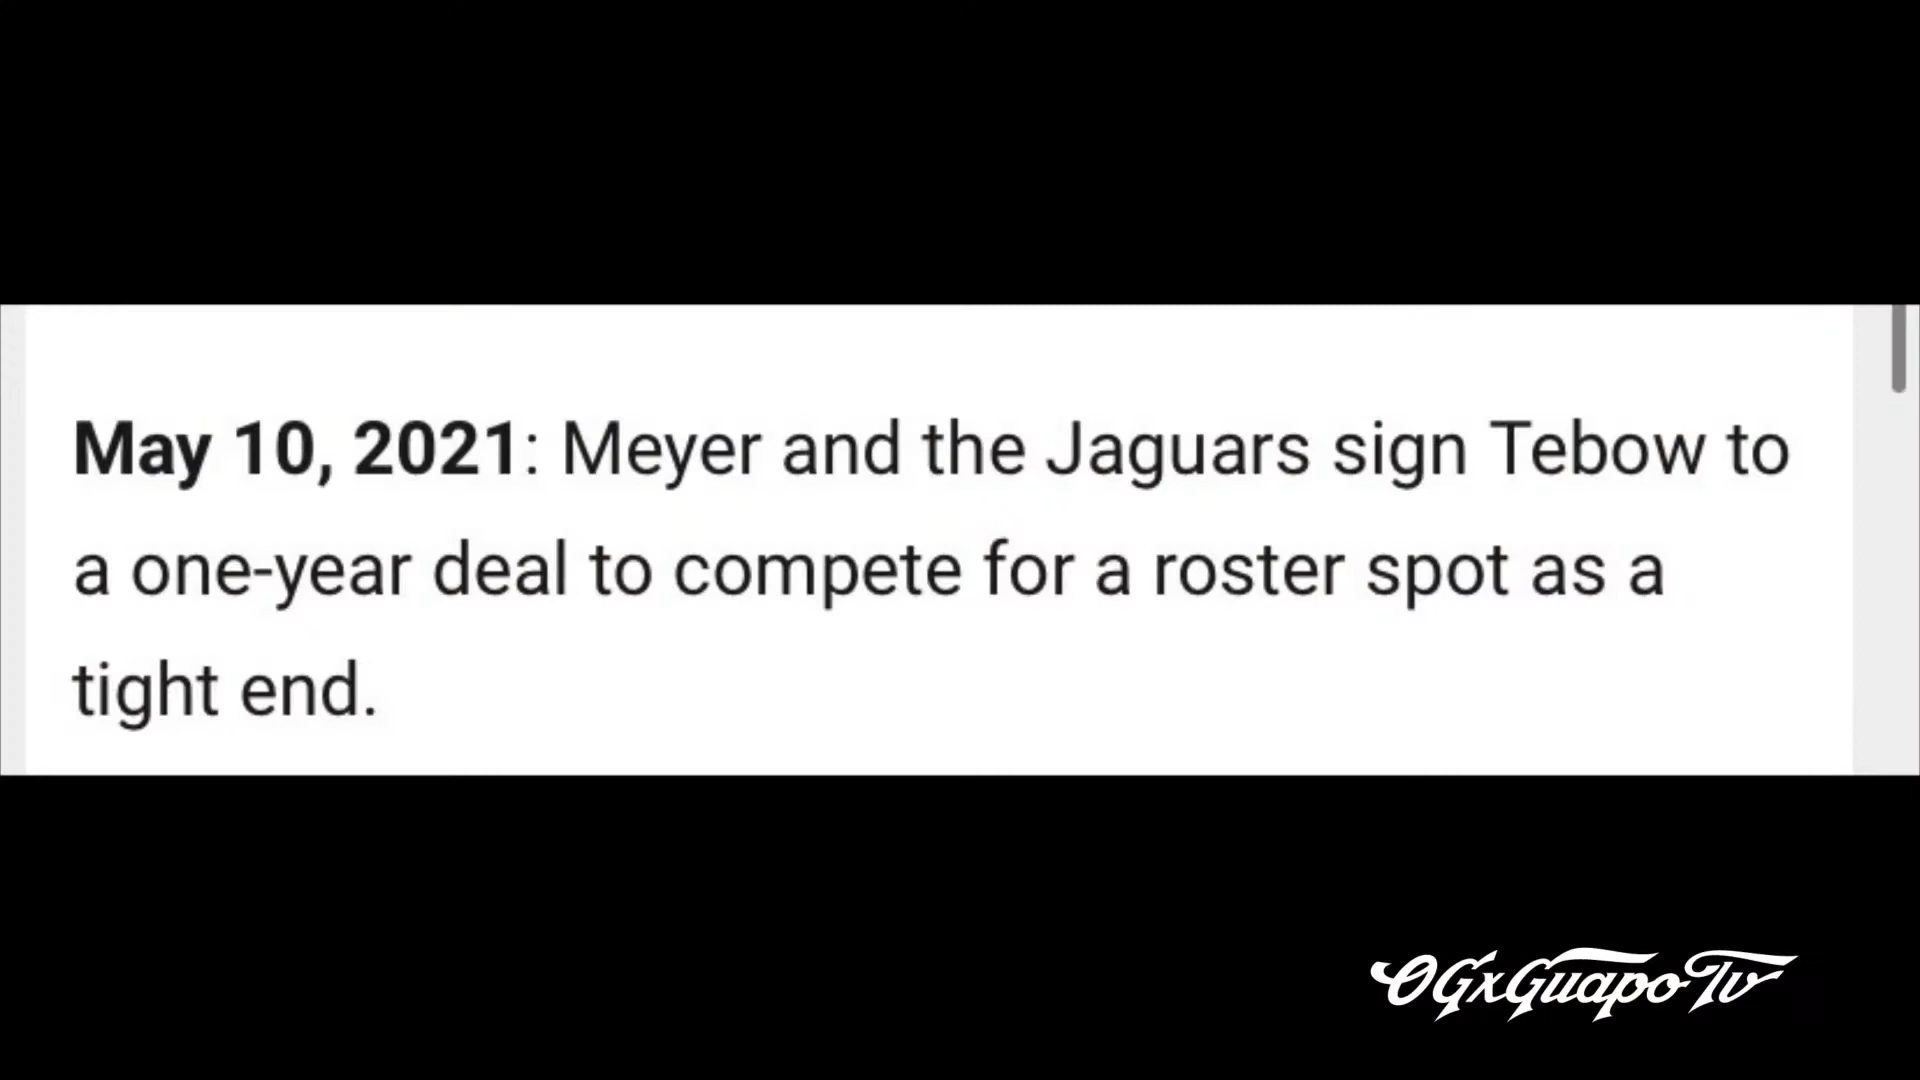 May 10, 2021: Meyer and the Jaguars sign Tebow to
a one-year deal to compete for a roster spot as a
tight end.
OGxGuapoTv